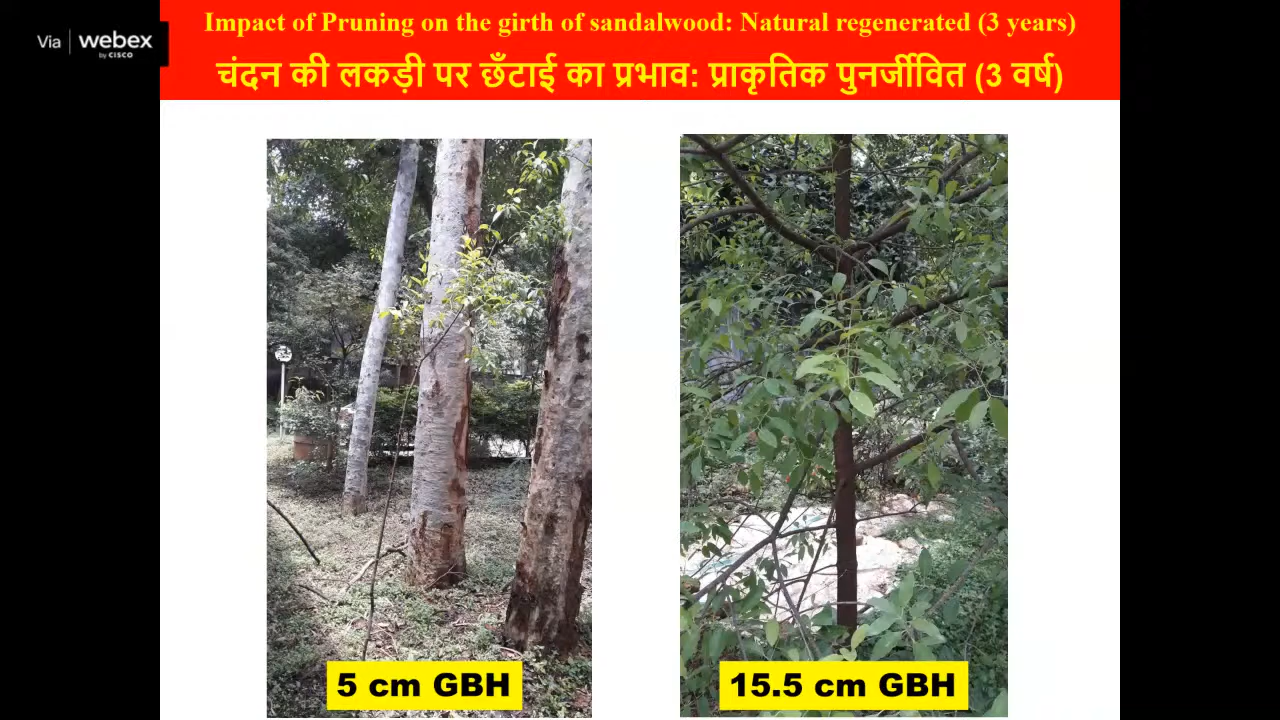 Impact of Pruning on the girth of sandalwood: Natural regenerated (3 years)
Via webex
by CISCO
चंदन की लकड़ी पर छँटाई का प्रभाव: प्राकृतिक पुनर्जीवित (3 वर्ष)
5 cm GBH
15.5 cm GBH